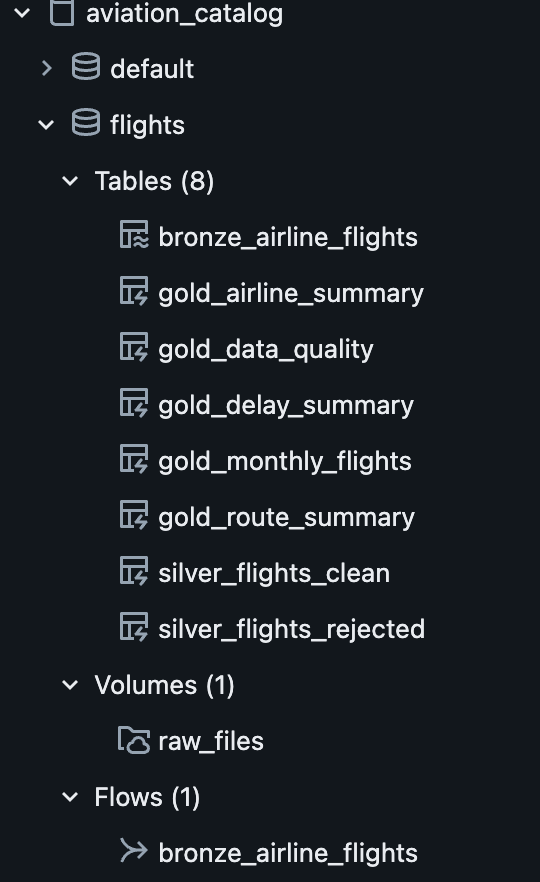 aviation_catalog
default
flights
Tables (8)
bronze_airline_flights
gold_airline_summary
gold_data_quality
gold_delay_summary
gold_monthly_flights
gold_route_summary
silver_flights_clean
silver_flights_rejected
Volumes (1)
raw_files
Flows (1)
bronze_airline_flights